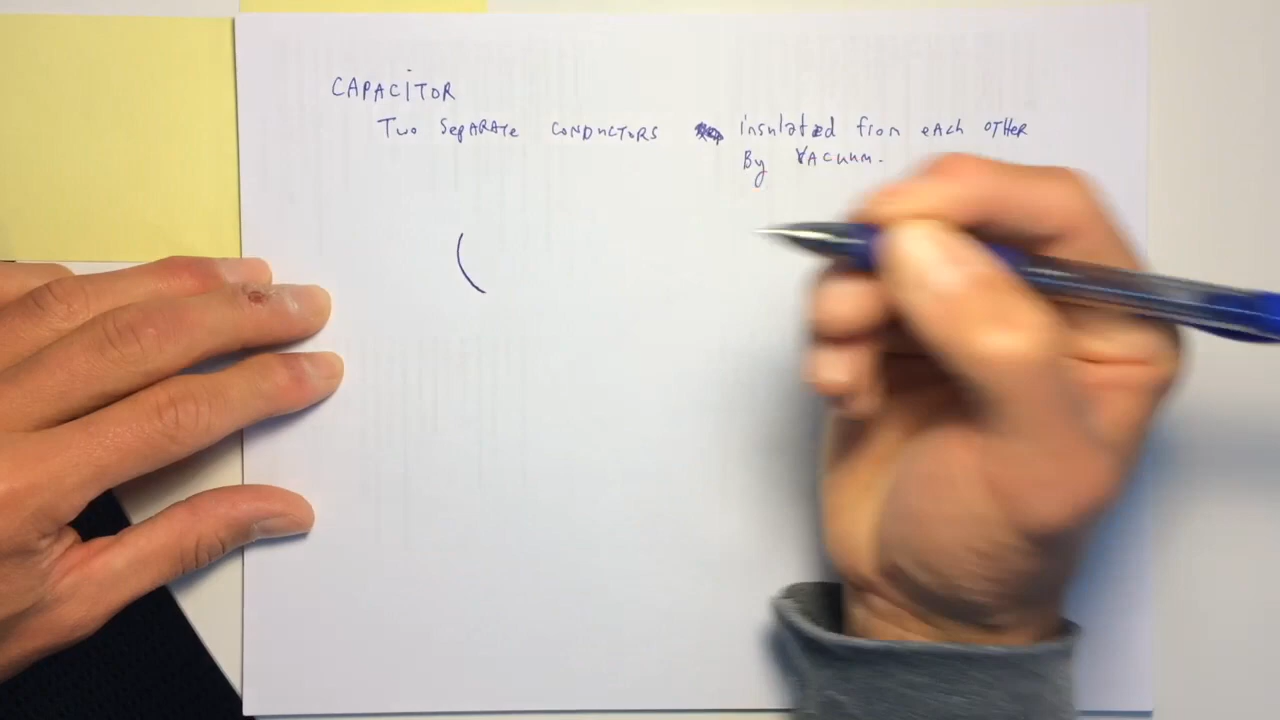 CAPACITOR
Two SepARATe CONDUCTORS insulated from eAch OTHER
By VACuum.